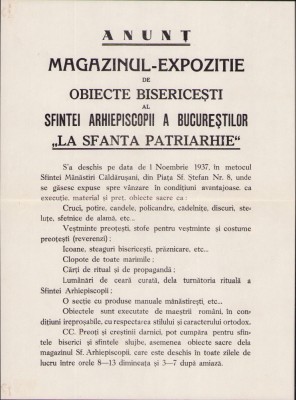 ANUNȚ
MAGAZINUL-EXPOZITIE
DE
OBIECTE BISERICEȘTI
AL
SFINTEI ARHIEPISCOPII A BUCUREȘTILOR
„LA SFANTA PATRIARHIE"
S'a deschis pe data de 1 Noembrie 1937, în metocul
Sfintei Mănăstiri Căldărușani, din Piața Sf. Ștefan Nr. 8, unde
se găsesc expuse spre vânzare în condițiuni avantajoase, ca
execuție, material și preț, obiecte sacre ca :
Cruci, potire, candele, policandre, cădelnițe, discuri, ste-
luțe, sfetnice de alamă, etc...
Veștminte preoțești, stofe pentru veștminte și costume
preoțești (reverenzi) ;
Icoane, steaguri bisericești, prăznicare, etc...
Clopote de toate mărimile ;
Cărți de ritual și de propagandă ;
Lumânări de ceară curată, dela turnătoria rituală a
Sfintei Arhiepiscopii ;
O secție cu produse manuale mănăstirești, etc...
Obiectele sunt executate de maeștrii români, în con-
dițiuni ireproșabile, cu respectarea stilului și caracterului ortodox.
CC. Preoți și creștinii darnici, pot cumpăra pentru sfin-
tele biserici și sfintele slujbe, asemenea obiecte sacre dela
magazinul Sf. Arhiepiscopii, care este deschis în toate zilele de
lucru între orele 8—13 dimineața și 3—7 după amiază.